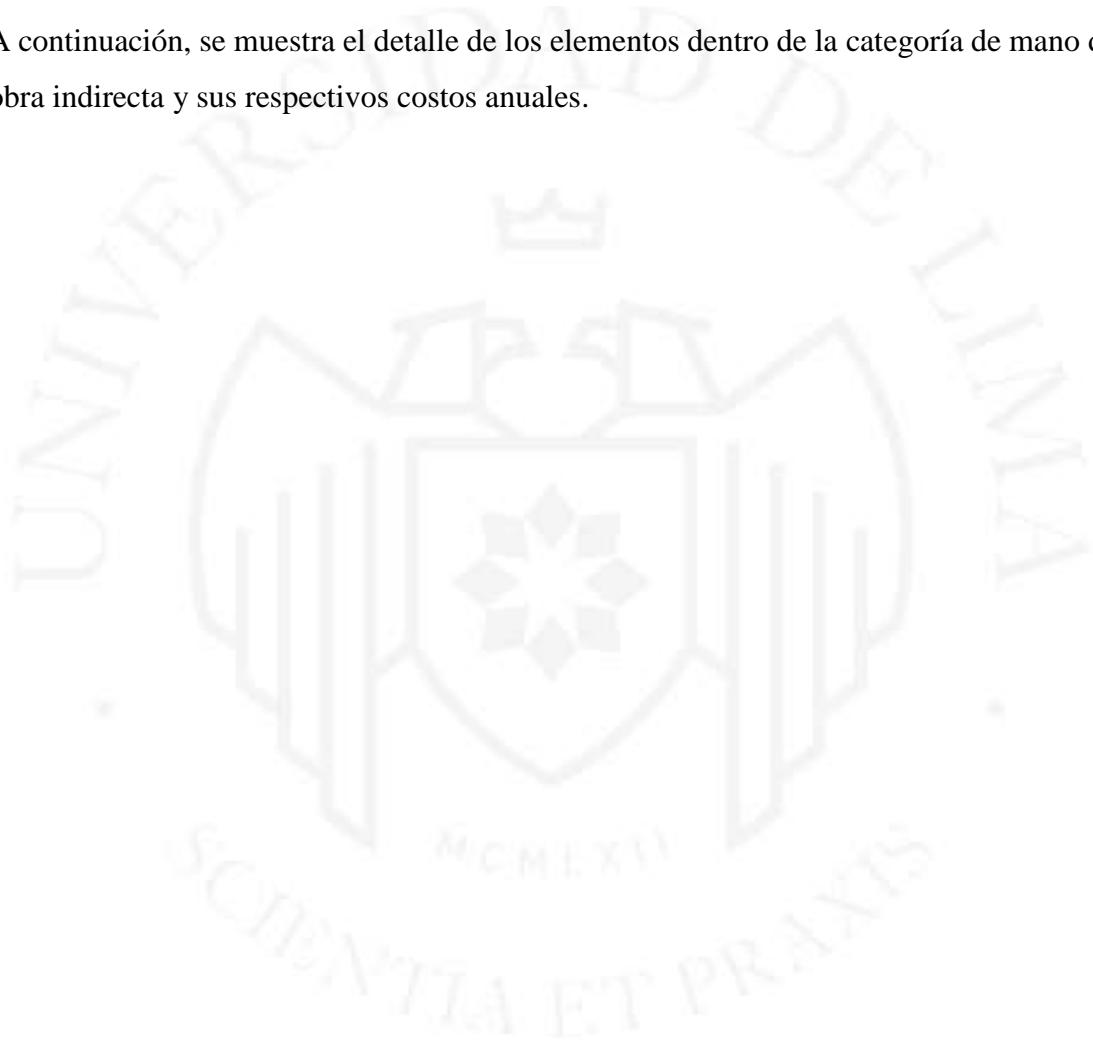 A continuación, se muestra el detalle de los elementos dentro de la categoría de mano
obra indirecta y sus respectivos costos anuales.
UNIVERSIDAD DE LIMA
MCMLXII
SCIENTIA ET PRAXIS